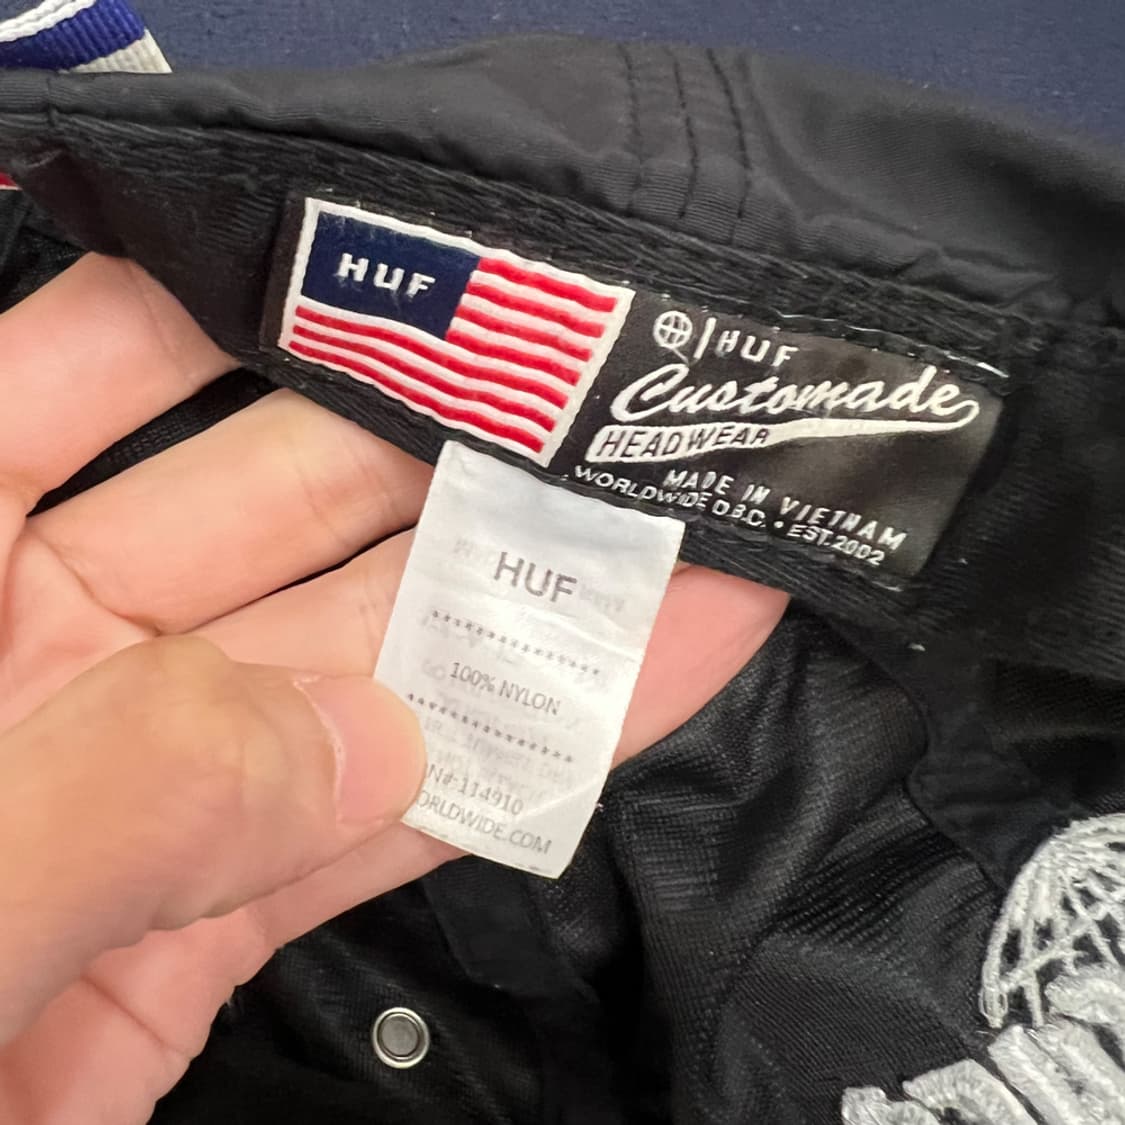 HUF
HUF
Customade
HEADWEAR
MADE IN VIETNAM
WORLDWIDE D.B.C. • EST.2002
HUF
********************
100% NYLON
********************
N#:114910
ORLDWIDE.COM